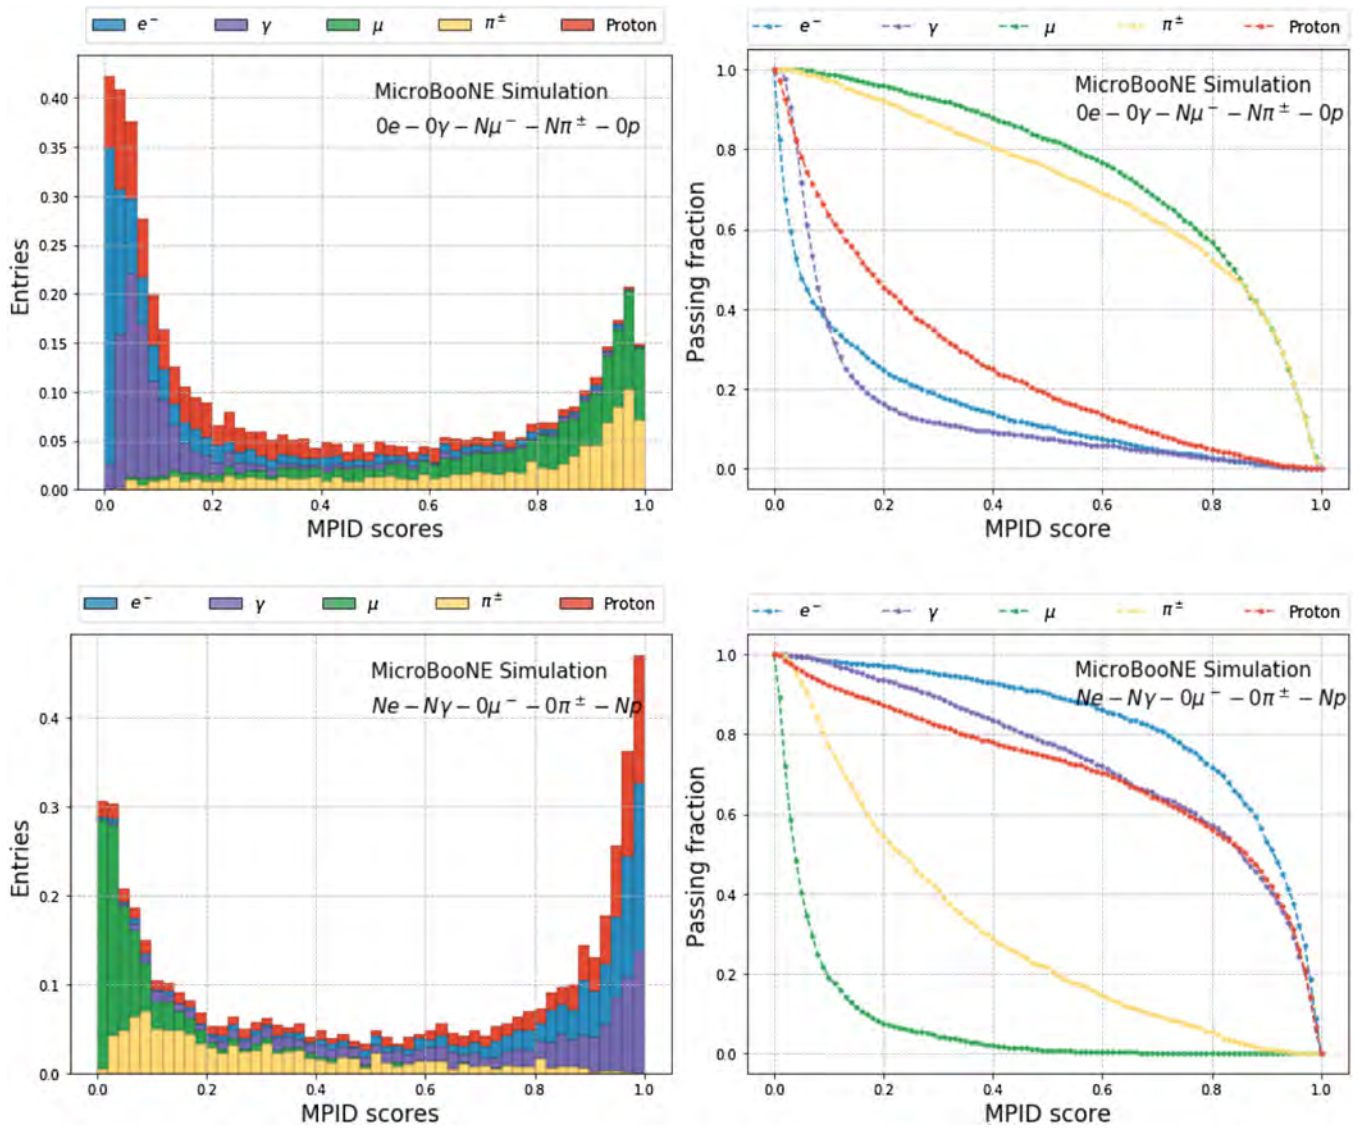 e⁻ γ μ π± Proton
MicroBooNE Simulation
0e − 0γ − Nμ⁻ − Nπ± − 0p
Entries
0.40
0.35
0.30
0.25
0.20
0.15
0.10
0.05
0.00
0.0 0.2 0.4 0.6 0.8 1.0
MPID scores
e⁻ γ μ π± Proton
MicroBooNE Simulation
0e − 0γ − Nμ⁻ − Nπ± − 0p
Passing fraction
1.0
0.8
0.6
0.4
0.2
0.0
0.0 0.2 0.4 0.6 0.8 1.0
MPID score
e⁻ γ μ π± Proton
MicroBooNE Simulation
Ne − Nγ − 0μ⁻ − 0π± − Np
Entries
0.4
0.3
0.2
0.1
0.0
0.0 0.2 0.4 0.6 0.8 1.0
MPID scores
e⁻ γ μ π± Proton
MicroBooNE Simulation
Ne − Nγ − 0μ⁻ − 0π± − Np
Passing fraction
1.0
0.8
0.6
0.4
0.2
0.0
0.0 0.2 0.4 0.6 0.8 1.0
MPID score